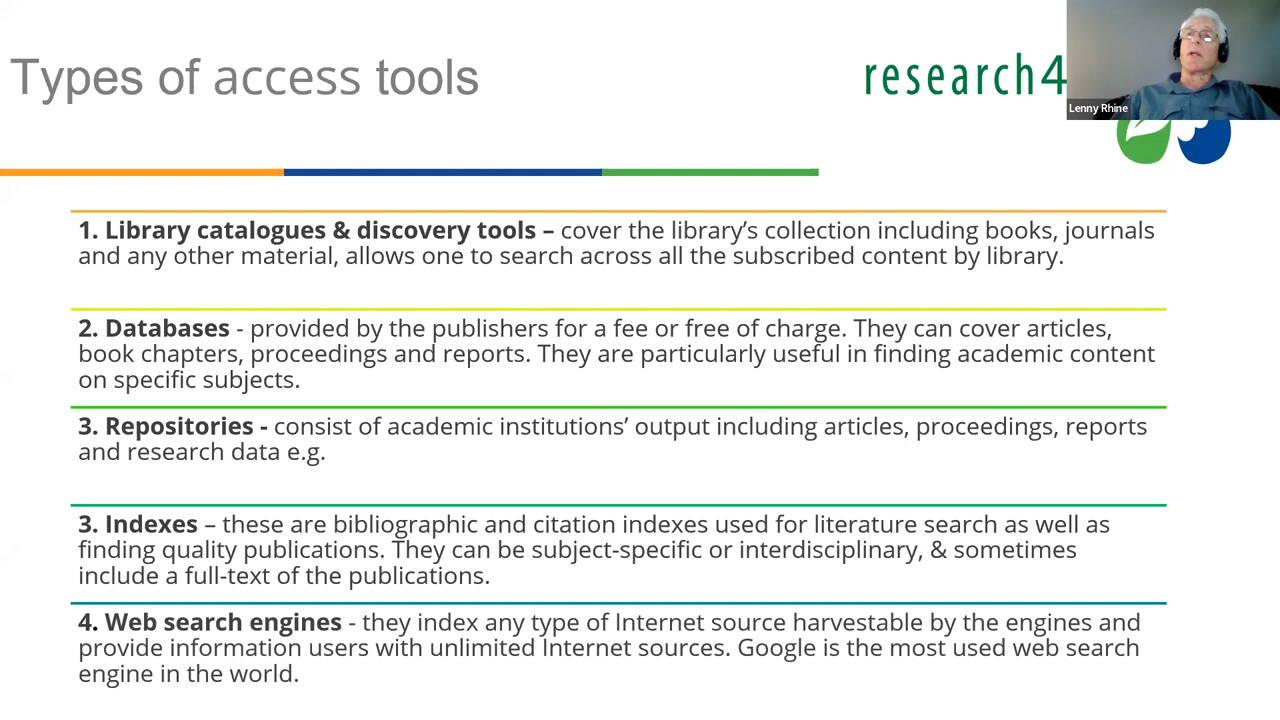 Types of access tools
research4
Lenny Rhine
1. Library catalogues & discovery tools – cover the library’s collection including books, journals
and any other material, allows one to search across all the subscribed content by library.
2. Databases - provided by the publishers for a fee or free of charge. They can cover articles,
book chapters, proceedings and reports. They are particularly useful in finding academic content
on specific subjects.
3. Repositories - consist of academic institutions’ output including articles, proceedings, reports
and research data e.g.
3. Indexes – these are bibliographic and citation indexes used for literature search as well as
finding quality publications. They can be subject-specific or interdisciplinary, & sometimes
include a full-text of the publications.
4. Web search engines - they index any type of Internet source harvestable by the engines and
provide information users with unlimited Internet sources. Google is the most used web search
engine in the world.